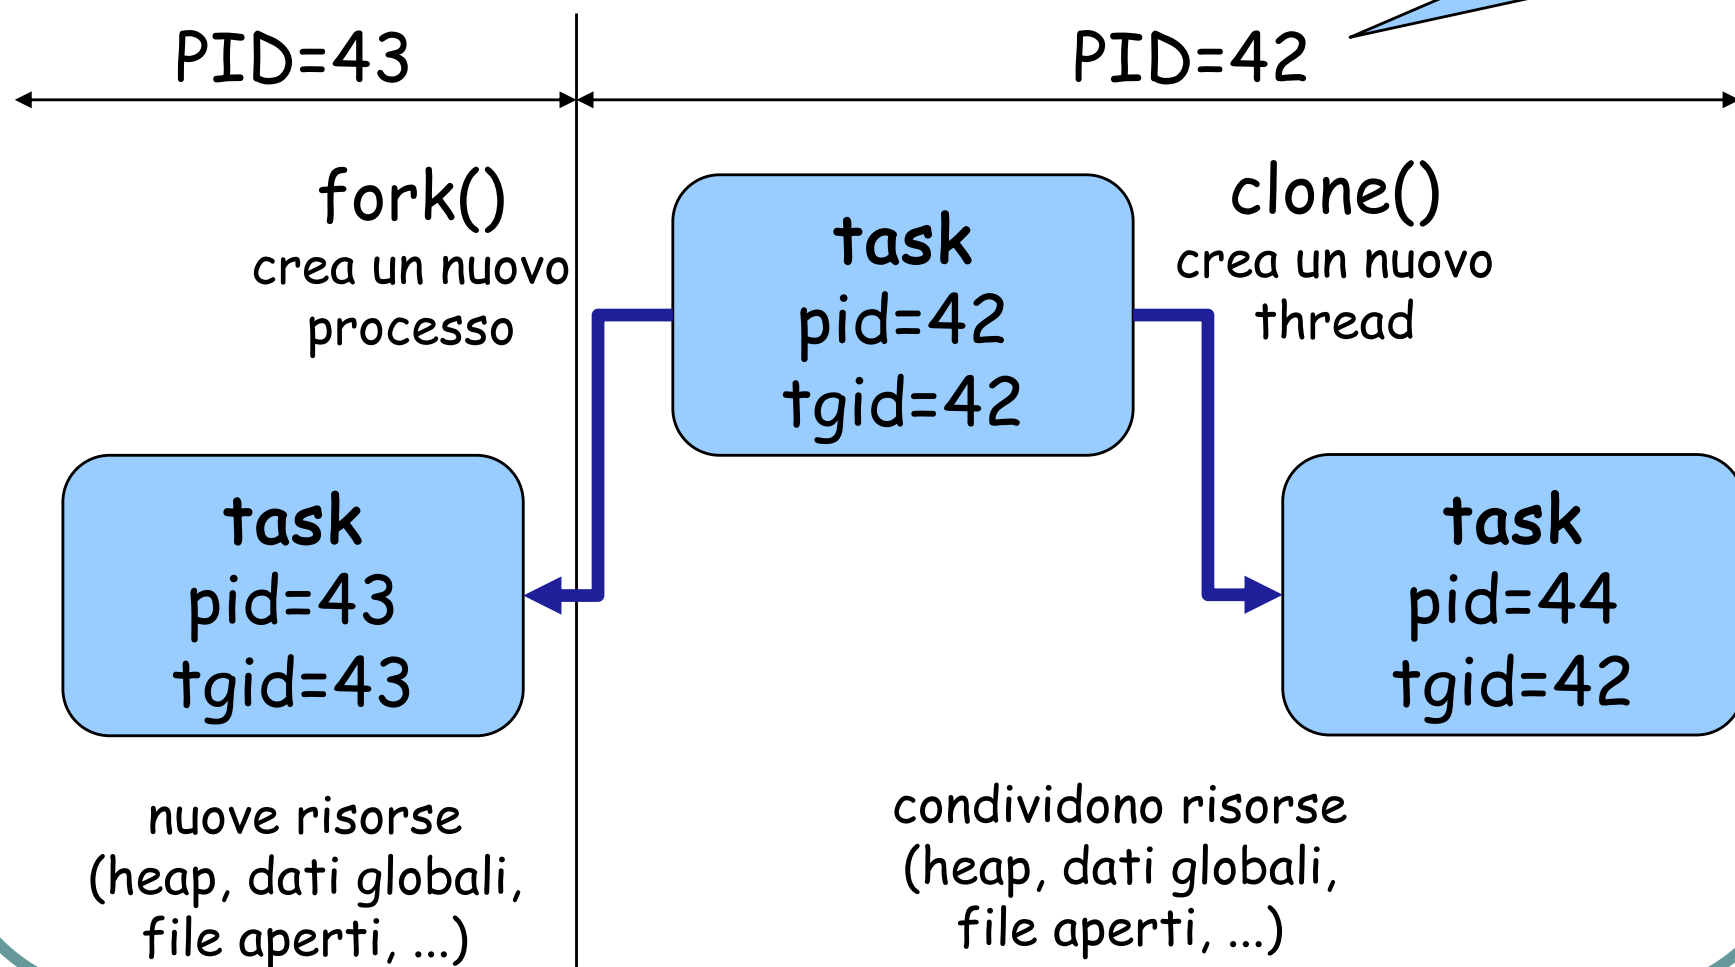 PID=43
PID=42
fork()
crea un nuovo
processo
task
pid=42
tgid=42
clone()
crea un nuovo
thread
task
pid=43
tgid=43
task
pid=44
tgid=42
nuove risorse
(heap, dati globali,
file aperti, ...)
condividono risorse
(heap, dati globali,
file aperti, ...)